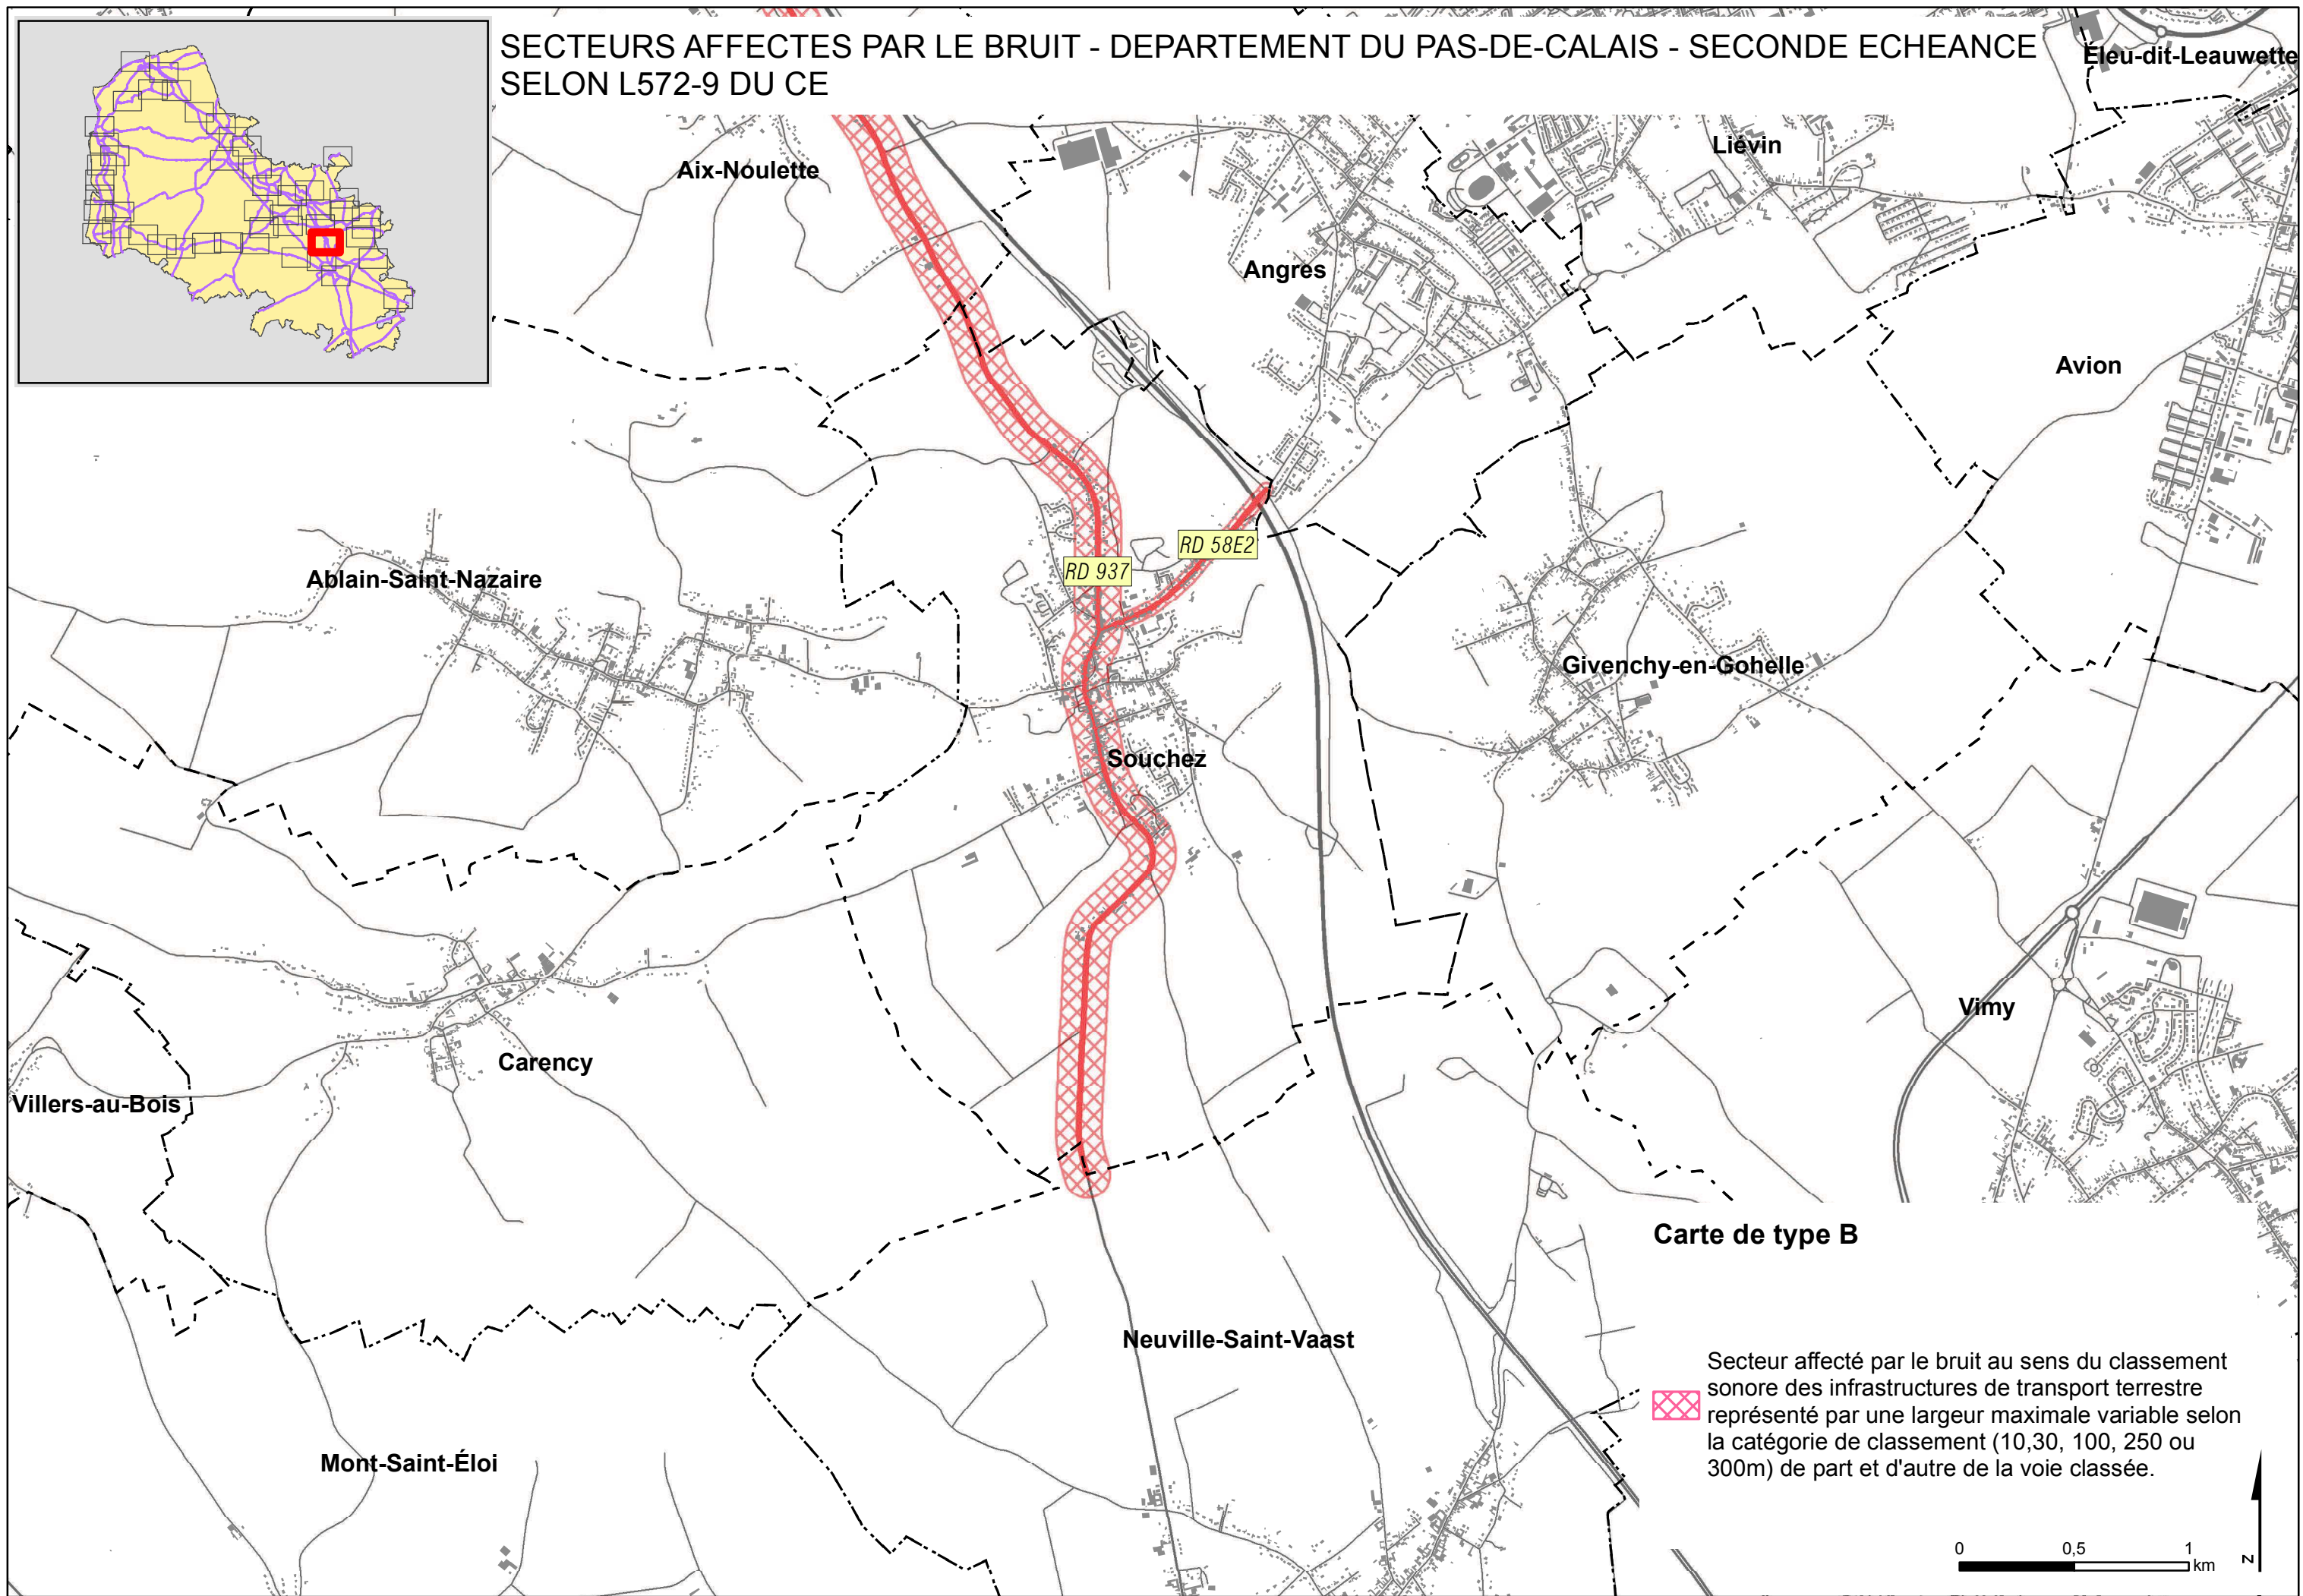 SECTEURS AFFECTES PAR LE BRUIT - DEPARTEMENT DU PAS-DE-CALAIS - SECONDE ECHEANCE
SELON L572-9 DU CE
Éleu-dit-Leauwette
Liévin
Aix-Noulette
Angres
Avion
RD 58E2
RD 937
Ablain-Saint-Nazaire
Givenchy-en-Gohelle
Souchez
Vimy
Carency
Villers-au-Bois
Carte de type B
Neuville-Saint-Vaast
Mont-Saint-Éloi
Secteur affecté par le bruit au sens du classement
sonore des infrastructures de transport terrestre
représenté par une largeur maximale variable selon
la catégorie de classement (10,30, 100, 250 ou
300m) de part et d'autre de la voie classée.
0 0,5 1
km
N